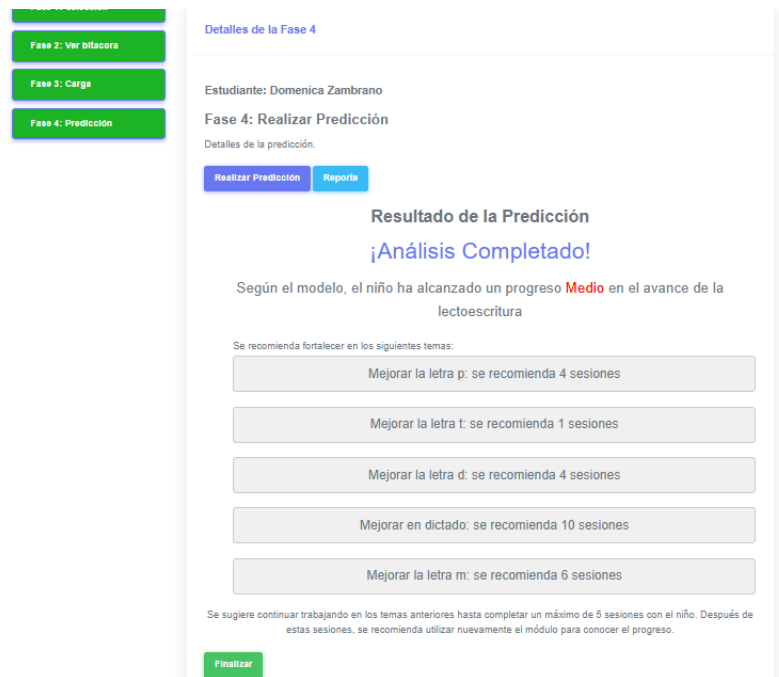 Fase 2: Ver bitacora
Fase 3: Carga
Fase 4: Predicción
Detalles de la Fase 4
Estudiante: Domenica Zambrano
Fase 4: Realizar Predicción
Detalles de la predicción.
Realizar Predicción Reporte
Resultado de la Predicción
¡Análisis Completado!
Según el modelo, el niño ha alcanzado un progreso Medio en el avance de la
lectoescritura
Se recomienda fortalecer en los siguientes temas:
Mejorar la letra p: se recomienda 4 sesiones
Mejorar la letra t: se recomienda 1 sesiones
Mejorar la letra d: se recomienda 4 sesiones
Mejorar en dictado: se recomienda 10 sesiones
Mejorar la letra m: se recomienda 6 sesiones
Se sugiere continuar trabajando en los temas anteriores hasta completar un máximo de 5 sesiones con el niño. Después de
estas sesiones, se recomienda utilizar nuevamente el módulo para conocer el progreso.
Finalizar